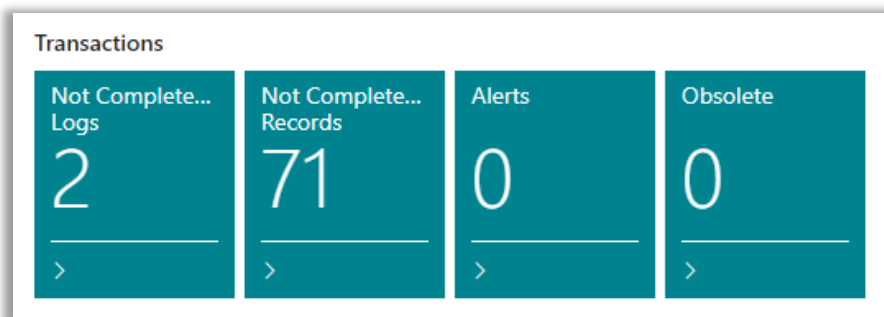 Transactions
Not Complete...
Logs
2
Not Complete...
Records
71
Alerts
0
Obsolete
0